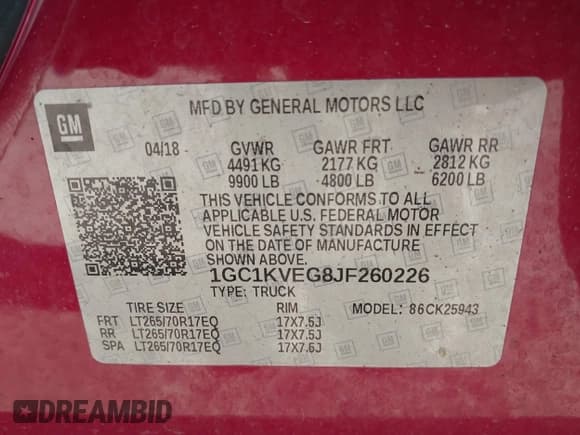 GM
MFD BY GENERAL MOTORS LLC
04/18 GVWR GAWR FRT GAWR RR
4491 KG 2177 KG 2812 KG
9900 LB 4800 LB 6200 LB
THIS VEHICLE CONFORMS TO ALL
APPLICABLE U.S. FEDERAL MOTOR
VEHICLE SAFETY STANDARDS IN EFFECT
ON THE DATE OF MANUFACTURE
SHOWN ABOVE.
1GC1KVEG8JF260226
TYPE: TRUCK MODEL: 86CK25943
TIRE SIZE RIM
FRT LT265/70R17EQ 17X7.5J
RR LT265/70R17EQ 17X7.5J
SPA LT265/70R17EQ 17X7.5J
DREAMBID